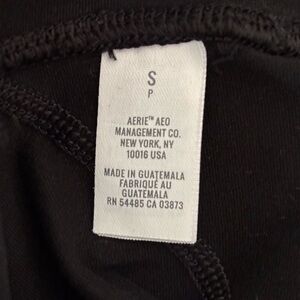 S
P
AERIE™ AEO
MANAGEMENT CO.
NEW YORK, NY
10016 USA
MADE IN GUATEMALA
FABRIQUÉ AU
GUATEMALA
RN 54485 CA 03873